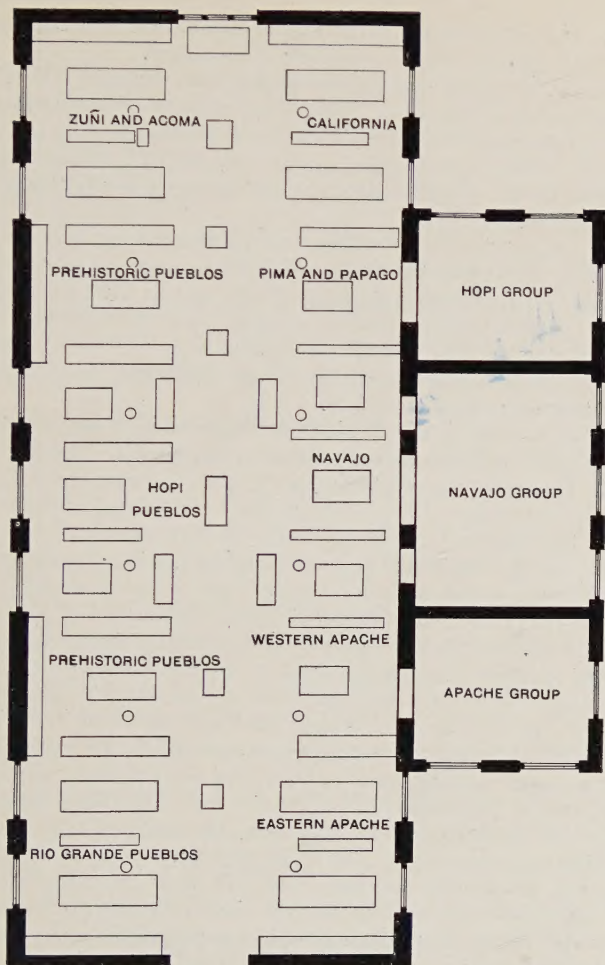 ZUÑI AND ACOMA
CALIFORNIA
PREHISTORIC PUEBLOS
PIMA AND PAPAGO
HOPI GROUP
NAVAJO
HOPI
PUEBLOS
NAVAJO GROUP
WESTERN APACHE
PREHISTORIC PUEBLOS
APACHE GROUP
EASTERN APACHE
RIO GRANDE PUEBLOS